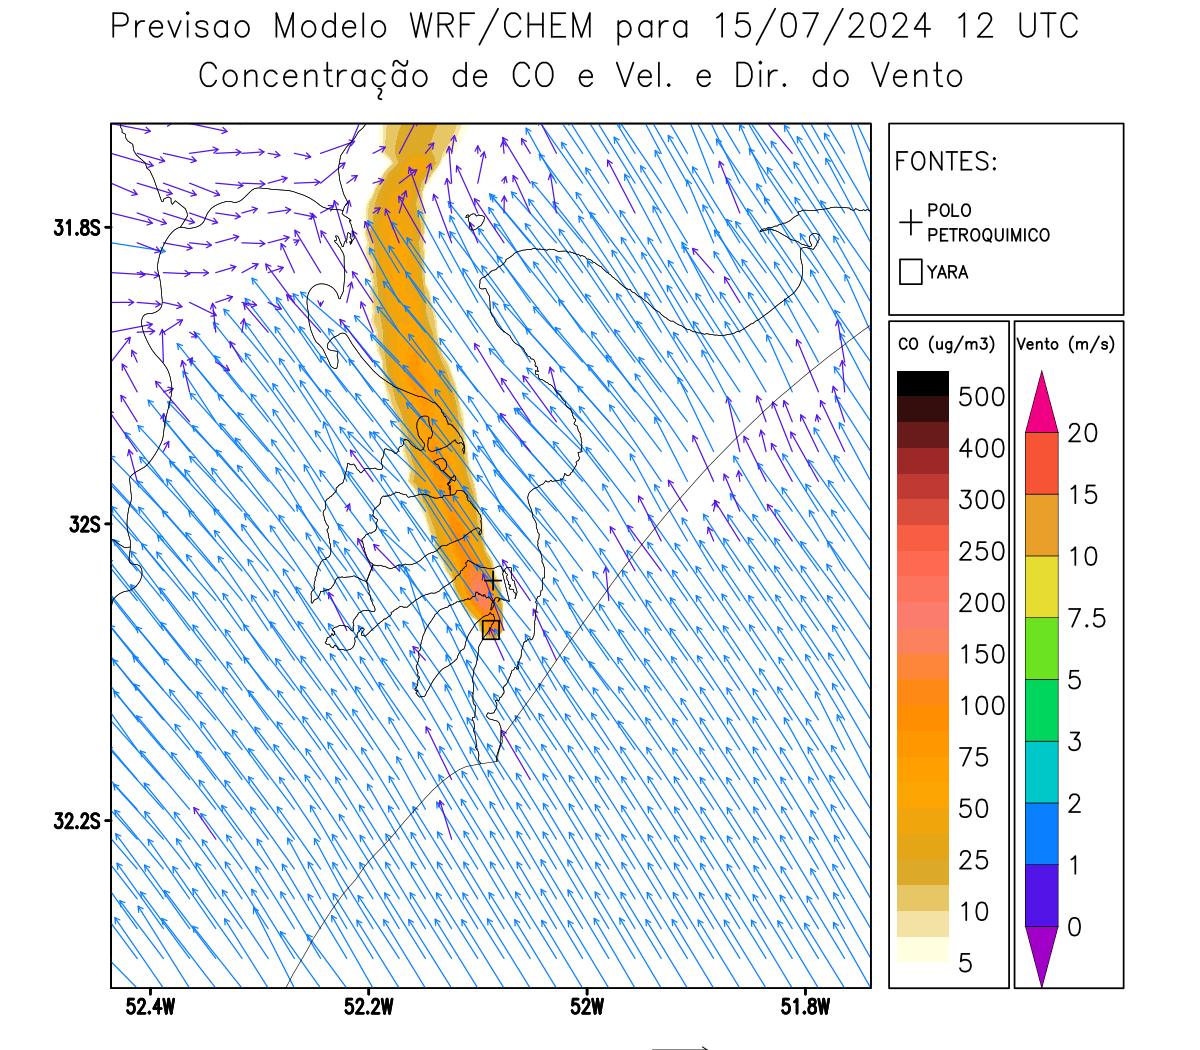 Previsao Modelo WRF/CHEM para 15/07/2024 12 UTC
Concentração de CO e Vel. e Dir. do Vento
FONTES:
POLO
PETROQUIMICO
YARA
CO (ug/m3)
500
400
300
250
200
150
100
75
50
25
10
5
Vento (m/s)
20
15
10
7.5
5
3
2
1
0
31.8S
32S
32.2S
52.4W
52.2W
52W
51.8W